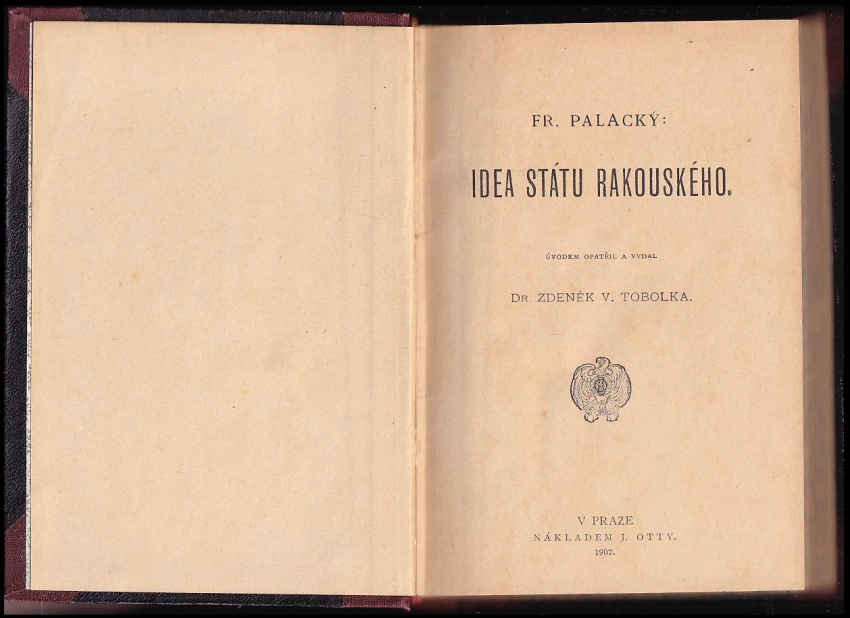 FR. PALACKÝ:
IDEA STÁTU RAKOUSKÉHO.
ÚVODEM OPATŘIL A VYDAL
DR. ZDENĚK V. TOBOLKA.
V PRAZE
NÁKLADEM J. OTTY.
1907.